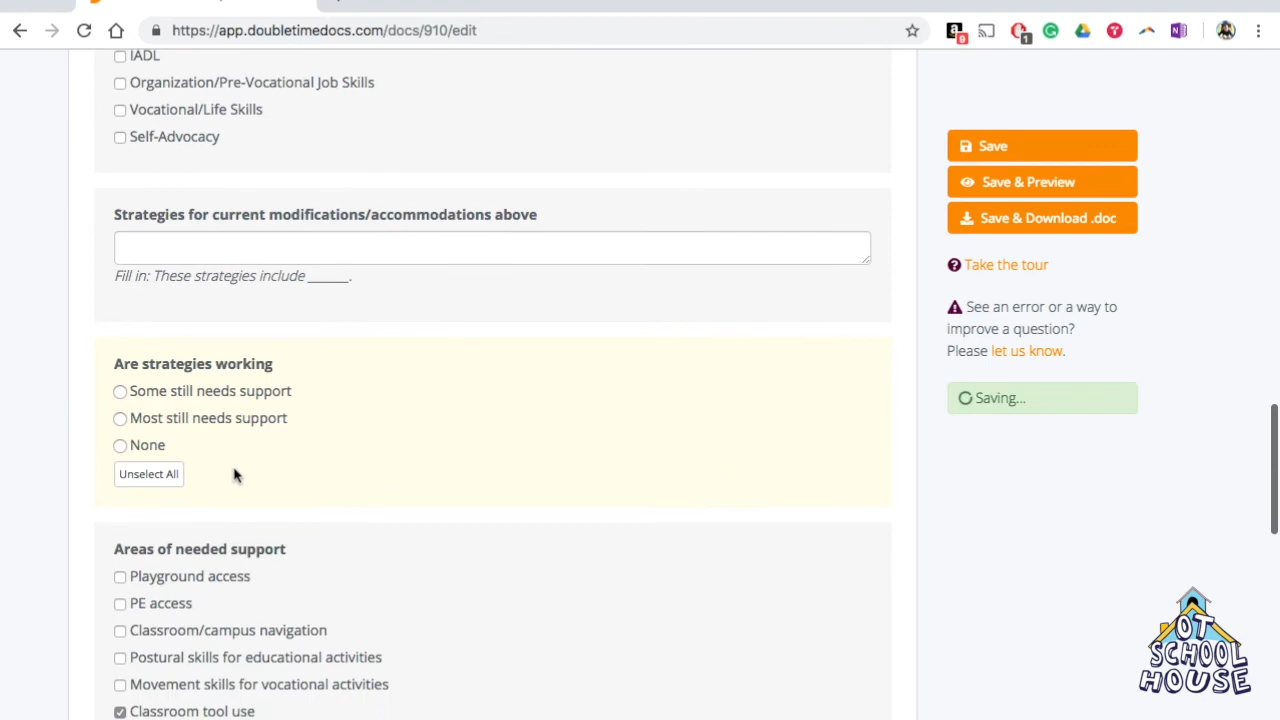 https://app.doubletimedocs.com/docs/910/edit
9
1
IADL
Organization/Pre-Vocational Job Skills
Vocational/Life Skills
Self-Advocacy
Strategies for current modifications/accommodations above
Fill in: These strategies include ______.
Are strategies working
Some still needs support
Most still needs support
None
Unselect All
Areas of needed support
Playground access
PE access
Classroom/campus navigation
Postural skills for educational activities
Movement skills for vocational activities
Classroom tool use
Save
Save & Preview
Save & Download .doc
Take the tour
See an error or a way to
improve a question?
Please let us know.
Saving...
OT
SCHOOL
HOUSE